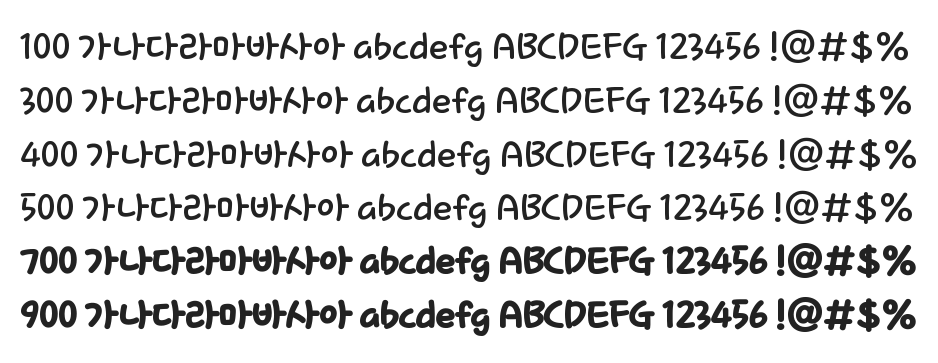 100 가나다라마바사아 abcdefg ABCDEFG 123456 !@#$%
300 가나다라마바사아 abcdefg ABCDEFG 123456 !@#$%
400 가나다라마바사아 abcdefg ABCDEFG 123456 !@#$%
500 가나다라마바사아 abcdefg ABCDEFG 123456 !@#$%
700 가나다라마바사아 abcdefg ABCDEFG 123456 !@#$%
900 가나다라마바사아 abcdefg ABCDEFG 123456 !@#$%